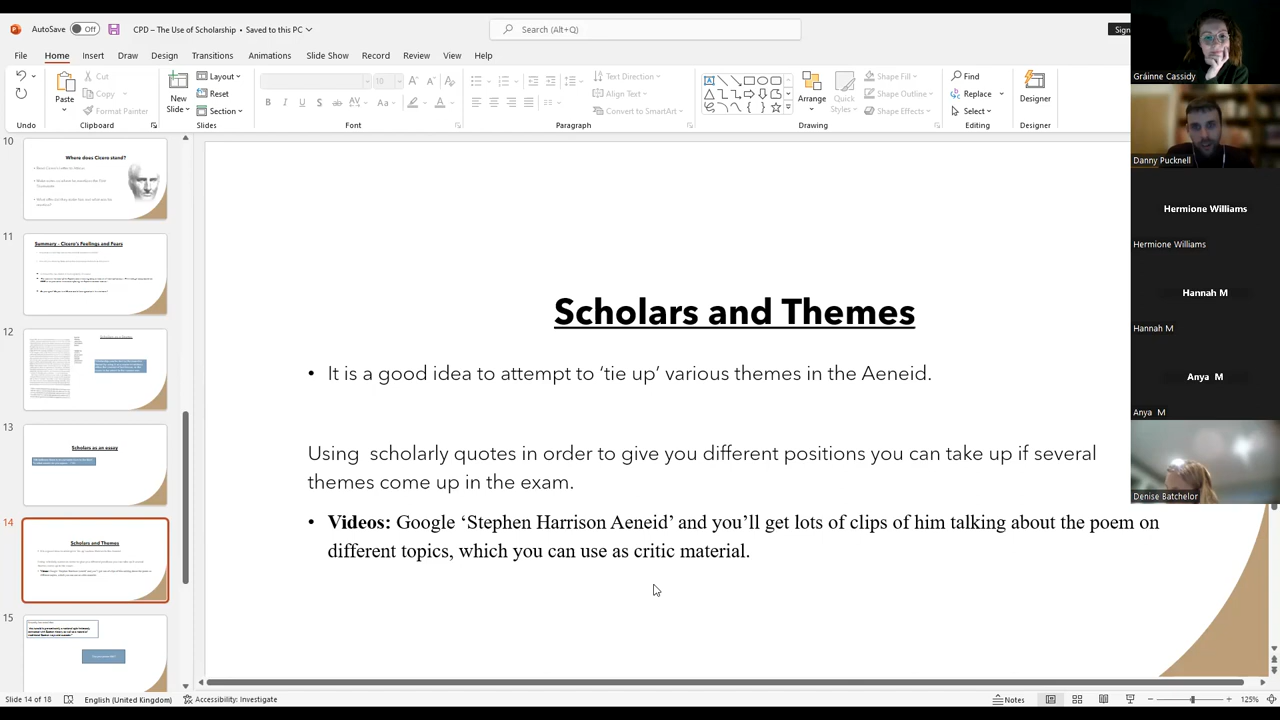 AutoSave Off CPD – The Use of Scholarship • Saved to this PC Search (Alt+Q) Sign
File Home Insert Draw Design Transitions Animations Slide Show Record Review View Help
Paste Cut Copy Format Painter
New Slide Layout Reset Section
10
Text Direction Align Text Convert to SmartArt
Arrange Quick Styles Shape Fill Shape Outline Shape Effects
Find Replace Select
Designer
Undo Clipboard Slides Font Paragraph Drawing Editing Designer
10
Where does Cicero stand?
11
Summary - Cicero's Feelings and Fears
12
13
Scholars as an essay
14
Scholars and Themes
15
Scholars and Themes
• It is a good idea to attempt to ‘tie up’ various themes in the Aeneid.
Using scholarly quotes in order to give you different positions you can take up if several
themes come up in the exam.
• Videos: Google ‘Stephen Harrison Aeneid’ and you’ll get lots of clips of him talking about the poem on
different topics, which you can use as critic material.
Gráinne Cassidy
Danny Pucknell
Hermione Williams
Hermione Williams
Hannah M
Hannah M
Anya M
Anya M
Denise Batchelor
Slide 14 of 18 English (United Kingdom) Accessibility: Investigate Notes 125%